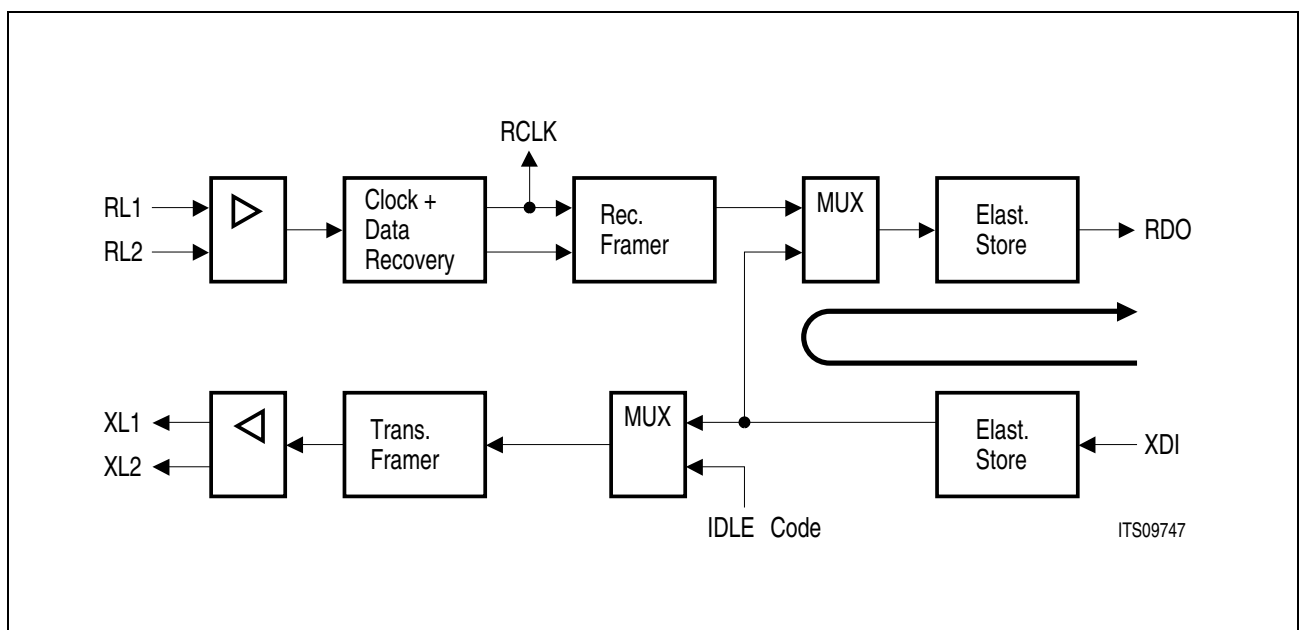 RCLK
RL1
RL2
Clock +
Data
Recovery
Rec.
Framer
MUX
Elast.
Store
RDO
XL1
XL2
Trans.
Framer
MUX
Elast.
Store
XDI
IDLE Code
ITS09747